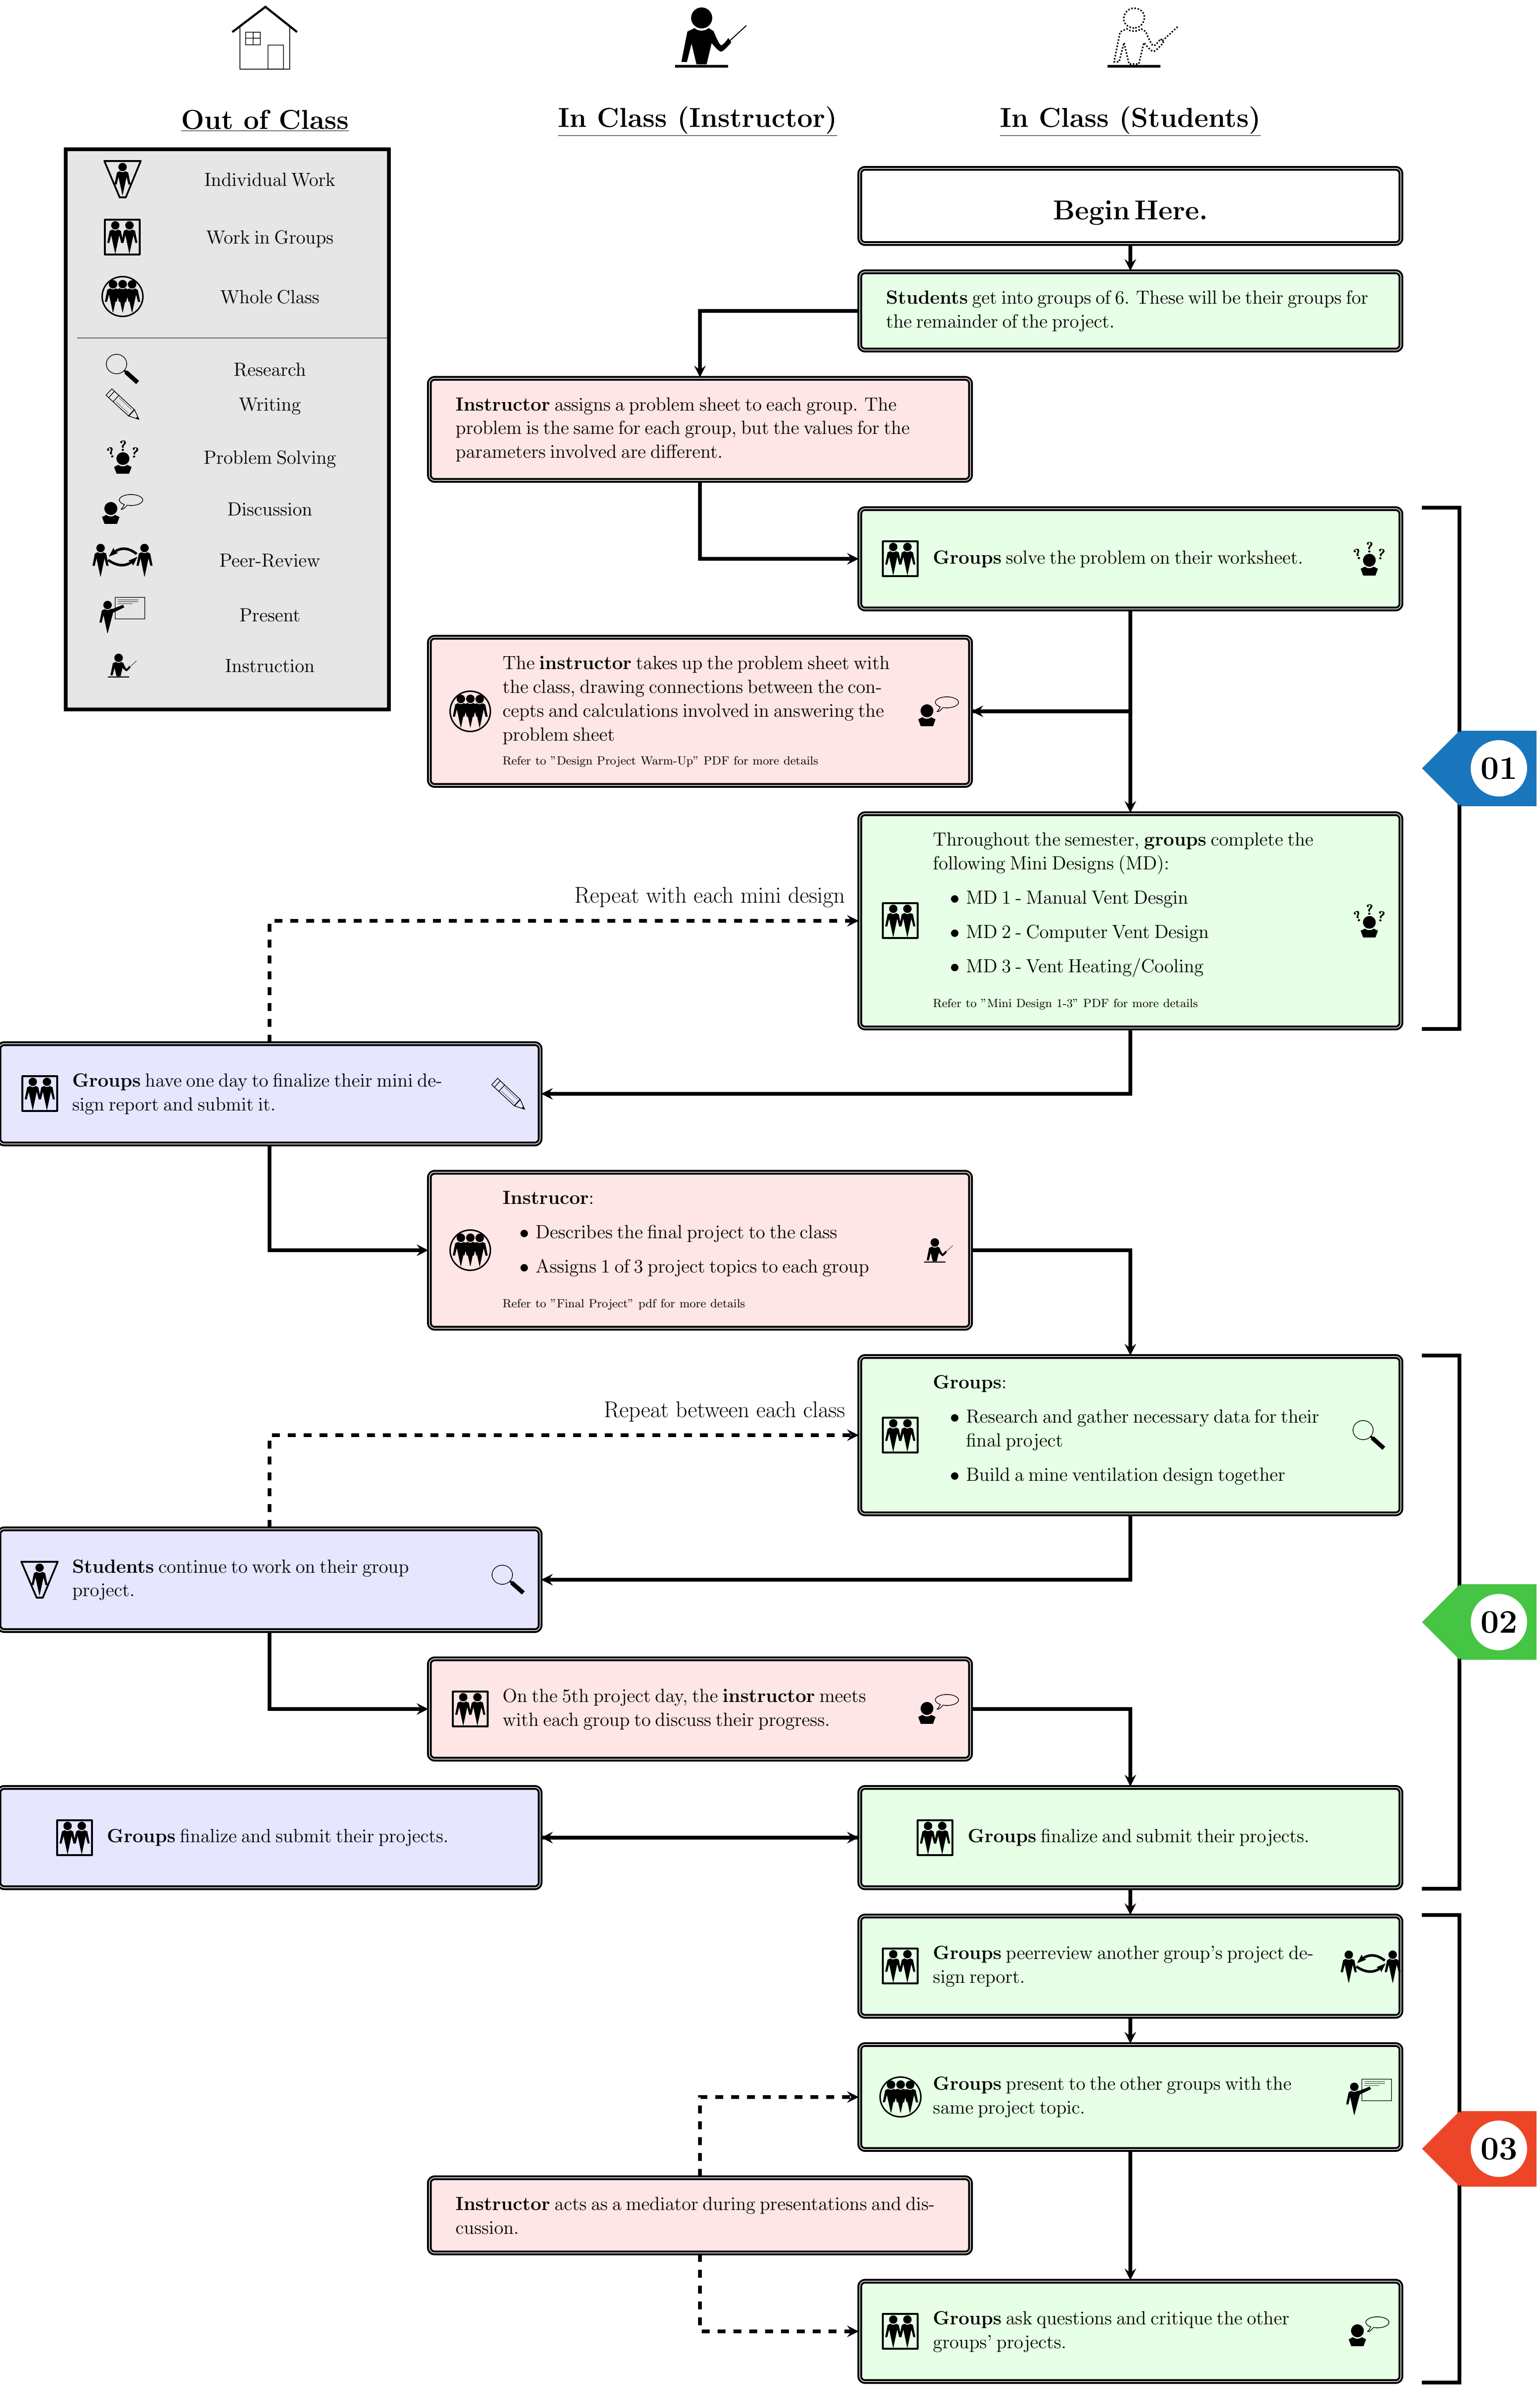 Out of Class
In Class (Instructor)
In Class (Students)
Individual Work
Work in Groups
Whole Class
Research
Writing
Problem Solving
Discussion
Peer-Review
Present
Instruction
Begin Here.
Students get into groups of 6. These will be their groups for
the remainder of the project.
Instructor assigns a problem sheet to each group. The
problem is the same for each group, but the values for the
parameters involved are different.
Groups solve the problem on their worksheet.
The instructor takes up the problem sheet with
the class, drawing connections between the con-
cepts and calculations involved in answering the
problem sheet
Refer to "Design Project Warm-Up" PDF for more details
01
Throughout the semester, groups complete the
following Mini Designs (MD):
• MD 1 - Manual Vent Desgin
• MD 2 - Computer Vent Design
• MD 3 - Vent Heating/Cooling
Refer to "Mini Design 1-3" PDF for more details
Repeat with each mini design
Groups have one day to finalize their mini de-
sign report and submit it.
Instrucor:
• Describes the final project to the class
• Assigns 1 of 3 project topics to each group
Refer to "Final Project" pdf for more details
Groups:
• Research and gather necessary data for their
final project
• Build a mine ventilation design together
Repeat between each class
Students continue to work on their group
project.
02
On the 5th project day, the instructor meets
with each group to discuss their progress.
Groups finalize and submit their projects.
Groups finalize and submit their projects.
Groups peerreview another group's project de-
sign report.
Groups present to the other groups with the
same project topic.
03
Instructor acts as a mediator during presentations and dis-
cussion.
Groups ask questions and critique the other
groups' projects.